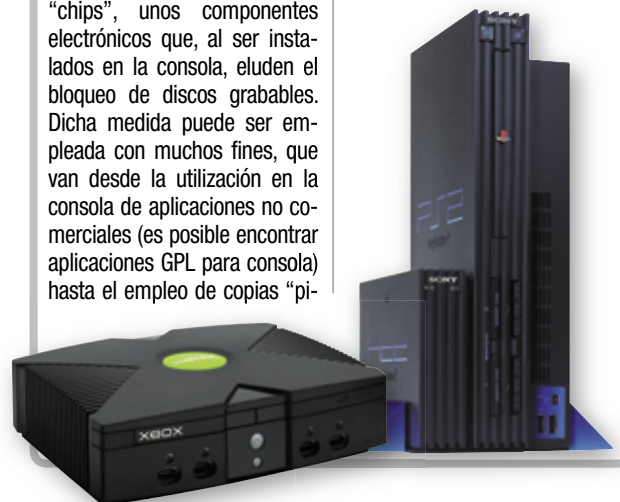 “chips”, unos componentes
electrónicos que, al ser insta-
lados en la consola, eluden el
bloqueo de discos grabables.
Dicha medida puede ser em-
pleada con muchos fines, que
van desde la utilización en la
consola de aplicaciones no co-
merciales (es posible encontrar
aplicaciones GPL para consola)
hasta el empleo de copias “pi-
SONY
PS2
SONY
XBOX